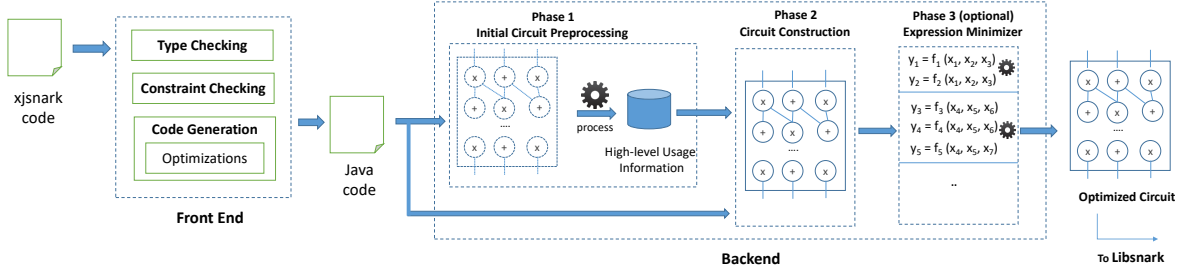 xjsnark
code
Type Checking
Constraint Checking
Code Generation
Optimizations
Front End
Java
code
Phase 1
Initial Circuit Preprocessing
x + x
+ x +
....
x + x
process
High-level Usage
Information
Phase 2
Circuit Construction
x + x
+ x +
....
x + x
Phase 3 (optional)
Expression Minimizer
y₁ = f₁ (x₁, x₂, x₃)
y₂ = f₂ (x₁, x₂, x₃)
y₃ = f₃ (x₄, x₅, x₆)
y₄ = f₄ (x₄, x₅, x₆)
y₅ = f₅ (x₄, x₅, x₇)
..
Backend
x + x
+ x +
....
x + x
Optimized Circuit
To Libsnark